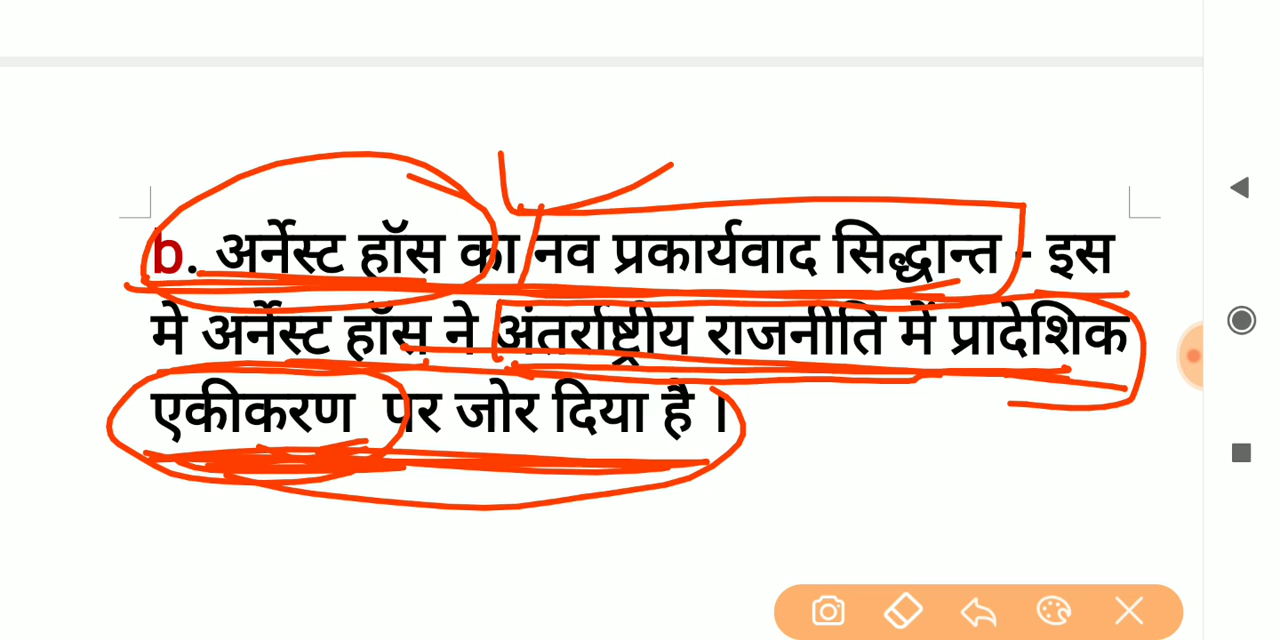 b. अर्नेस्ट हॉस का नव प्रकार्यवाद सिद्धान्त - इस
मे अर्नेस्ट हॉस ने अंतर्राष्ट्रीय राजनीति में प्रादेशिक
एकीकरण पर जोर दिया है ।